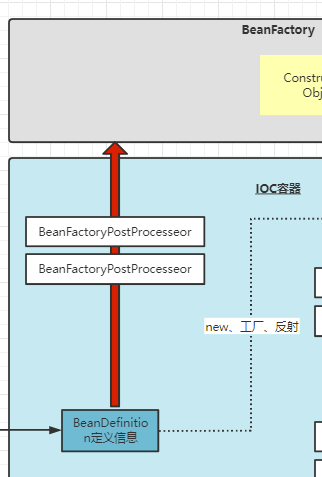 BeanFactory
Constru
Obj
IOC容器
BeanFactoryPostProcesseor
BeanFactoryPostProcesseor
new、工厂、反射
BeanDefinitio
n定义信息